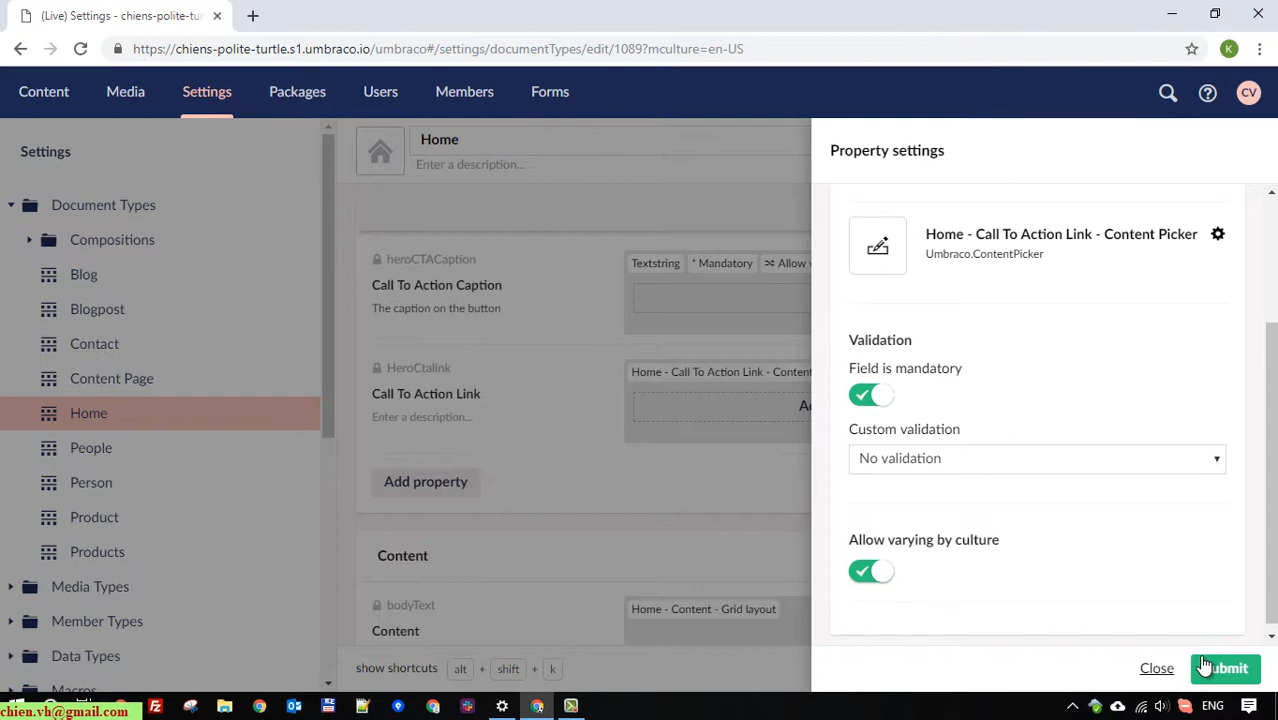 (Live) Settings - chiens-polite-tur
https://chiens-polite-turtle.s1.umbraco.io/umbraco#/settings/documentTypes/edit/1089?mculture=en-US
K
Content Media Settings Packages Users Members Forms
CV
Settings
Document Types
Compositions
Blog
Blogpost
Contact
Content Page
Home
People
Person
Product
Products
Media Types
Member Types
Data Types
Macros
Home
Enter a description...
heroCTACaption
Call To Action Caption
The caption on the button
Textstring * Mandatory Allow
HeroCtalink
Call To Action Link
Enter a description...
Home - Call To Action Link - Content
Add property
Content
bodyText
Content
Home - Content - Grid layout
show shortcuts alt + shift + k
Property settings
Home - Call To Action Link - Content Picker
Umbraco.ContentPicker
Validation
Field is mandatory
Custom validation
No validation
Allow varying by culture
Close Submit
chien.vh@gmail.com
ENG